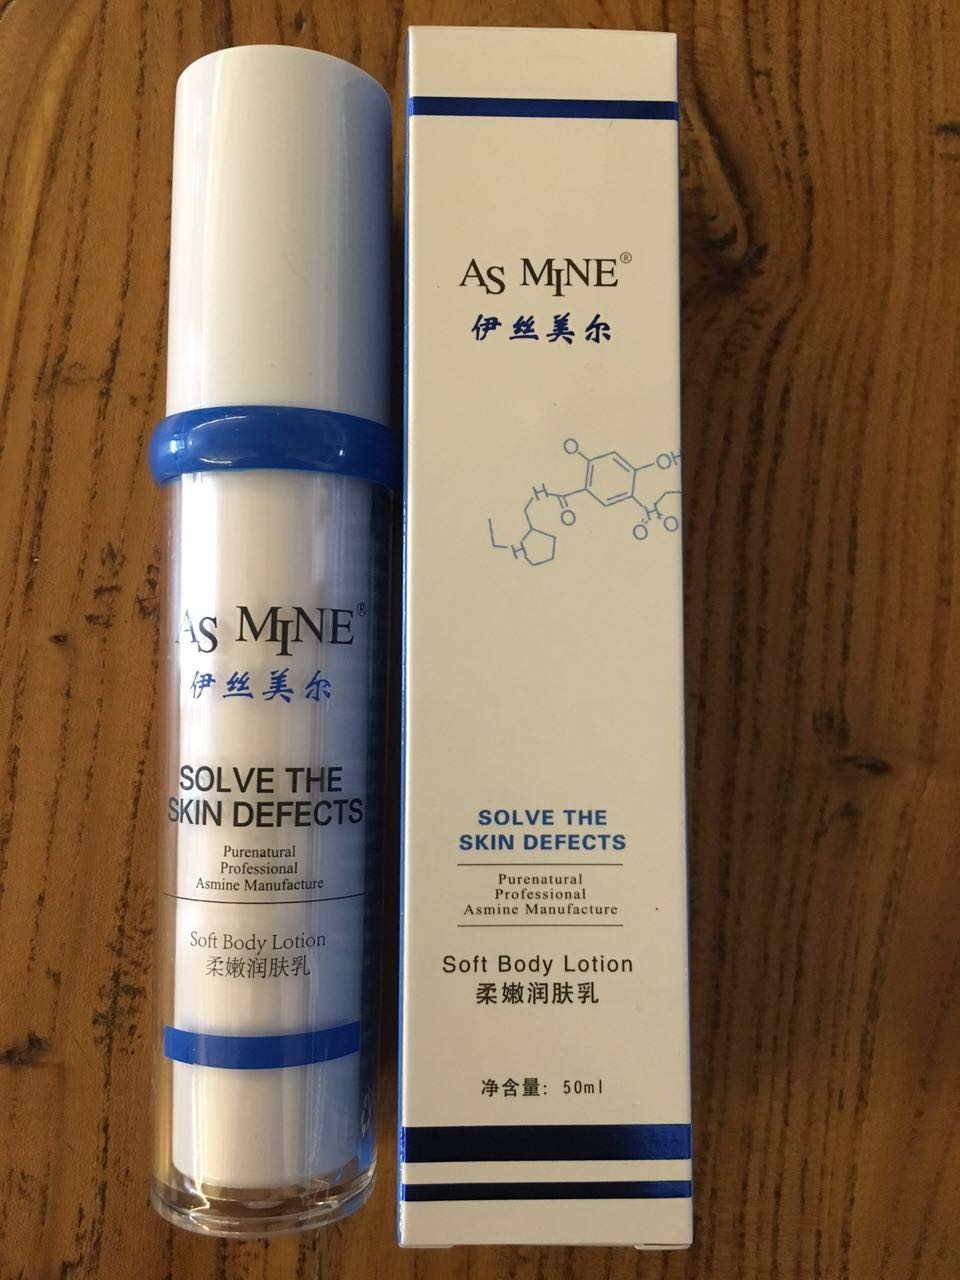 AS MINE®
伊丝美尔
SOLVE THE
SKIN DEFECTS
Purenatural
Professional
Asmine Manufacture
Soft Body Lotion
柔嫩润肤乳
AS MINE®
伊丝美尔
O
OH
H
O
H
O
O
H
SOLVE THE
SKIN DEFECTS
Purenatural
Professional
Asmine Manufacture
Soft Body Lotion
柔嫩润肤乳
净含量: 50ml